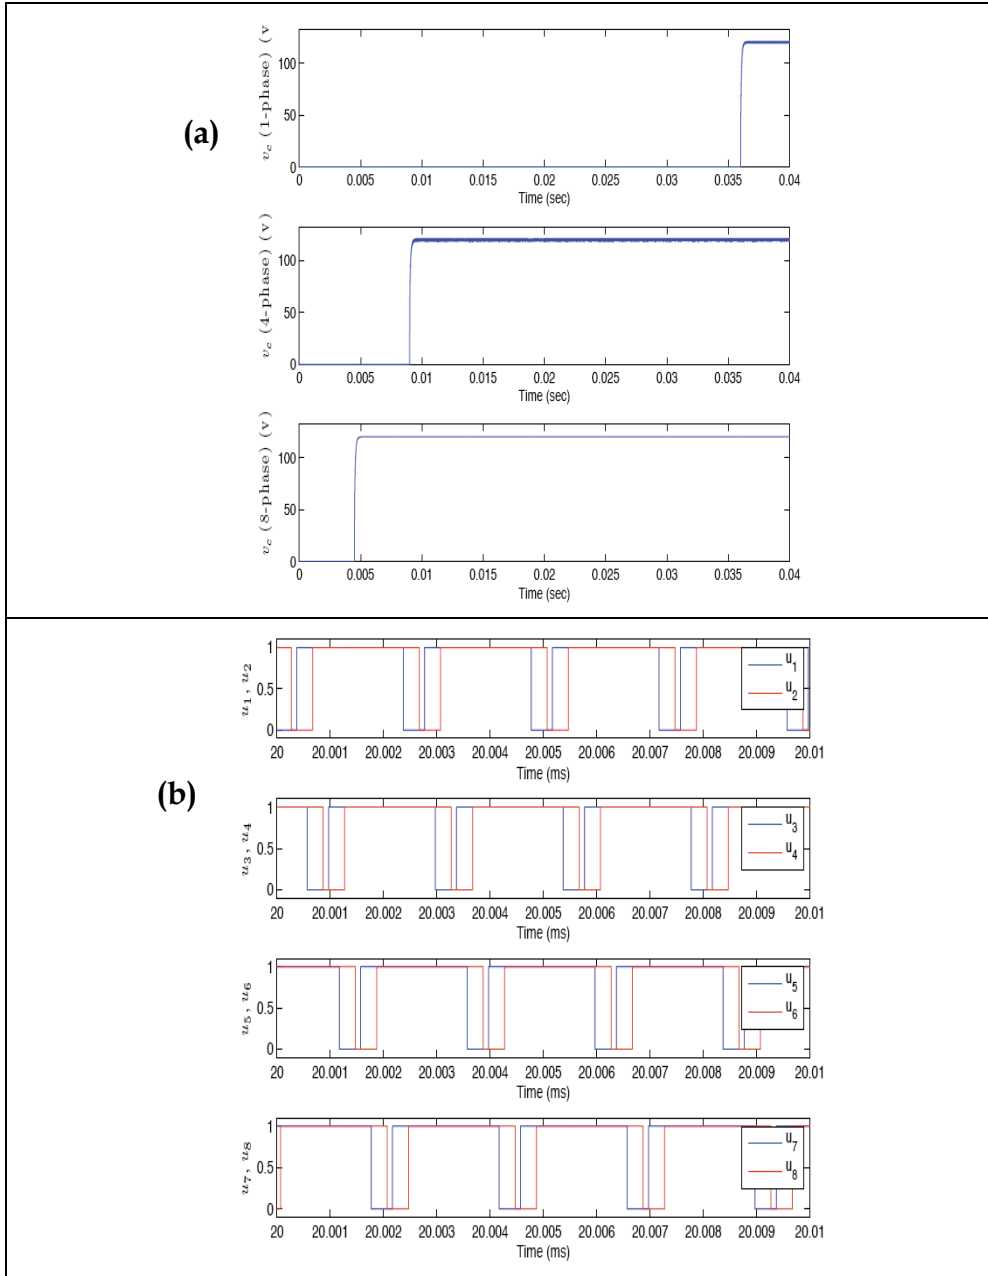 (a)
v_c (1-phase) (v
100
50
0
0 0.005 0.01 0.015 0.02 0.025 0.03 0.035 0.04
Time (sec)
v_c (4-phase) (v)
100
50
0
0 0.005 0.01 0.015 0.02 0.025 0.03 0.035 0.04
Time (sec)
v_c (8-phase) (v)
100
50
0
0 0.005 0.01 0.015 0.02 0.025 0.03 0.035 0.04
Time (sec)
(b)
u_1, u_2
1
0.5
0
u_1
u_2
20 20.001 20.002 20.003 20.004 20.005 20.006 20.007 20.008 20.009 20.01
Time (ms)
u_3, u_4
1
0.5
0
u_3
u_4
20 20.001 20.002 20.003 20.004 20.005 20.006 20.007 20.008 20.009 20.01
Time (ms)
u_5, u_6
1
0.5
0
u_5
u_6
20 20.001 20.002 20.003 20.004 20.005 20.006 20.007 20.008 20.009 20.01
Time (ms)
u_7, u_8
1
0.5
0
u_7
u_8
20 20.001 20.002 20.003 20.004 20.005 20.006 20.007 20.008 20.009 20.01
Time (ms)